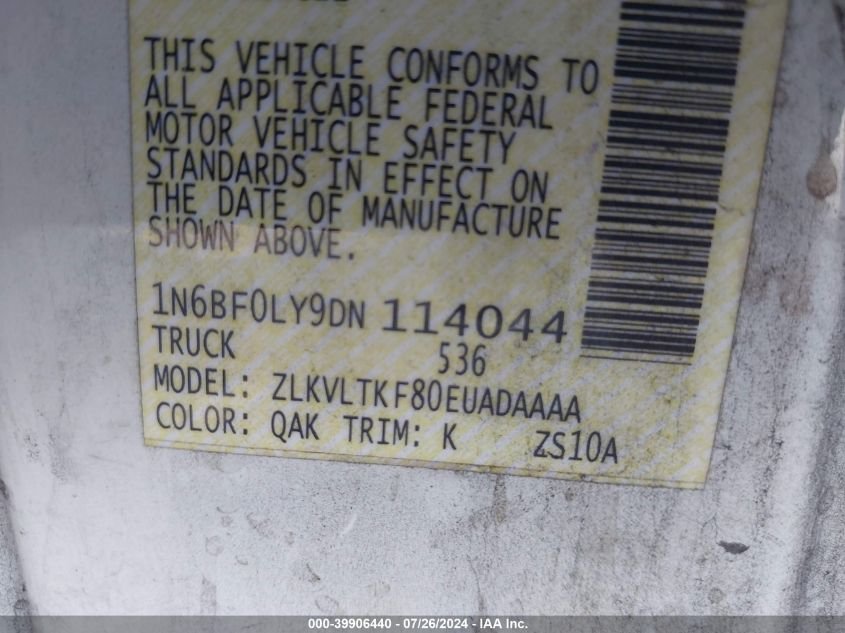 THIS VEHICLE CONFORMS TO
ALL APPLICABLE FEDERAL
MOTOR VEHICLE SAFETY
STANDARDS IN EFFECT ON
THE DATE OF MANUFACTURE
SHOWN ABOVE.
1N6BF0LY9DN 114044
TRUCK 536
MODEL: ZLKVLTKF80EUADAAAA
COLOR: QAK TRIM: K ZS10A
000-39906440 - 07/26/2024 - IAA Inc.